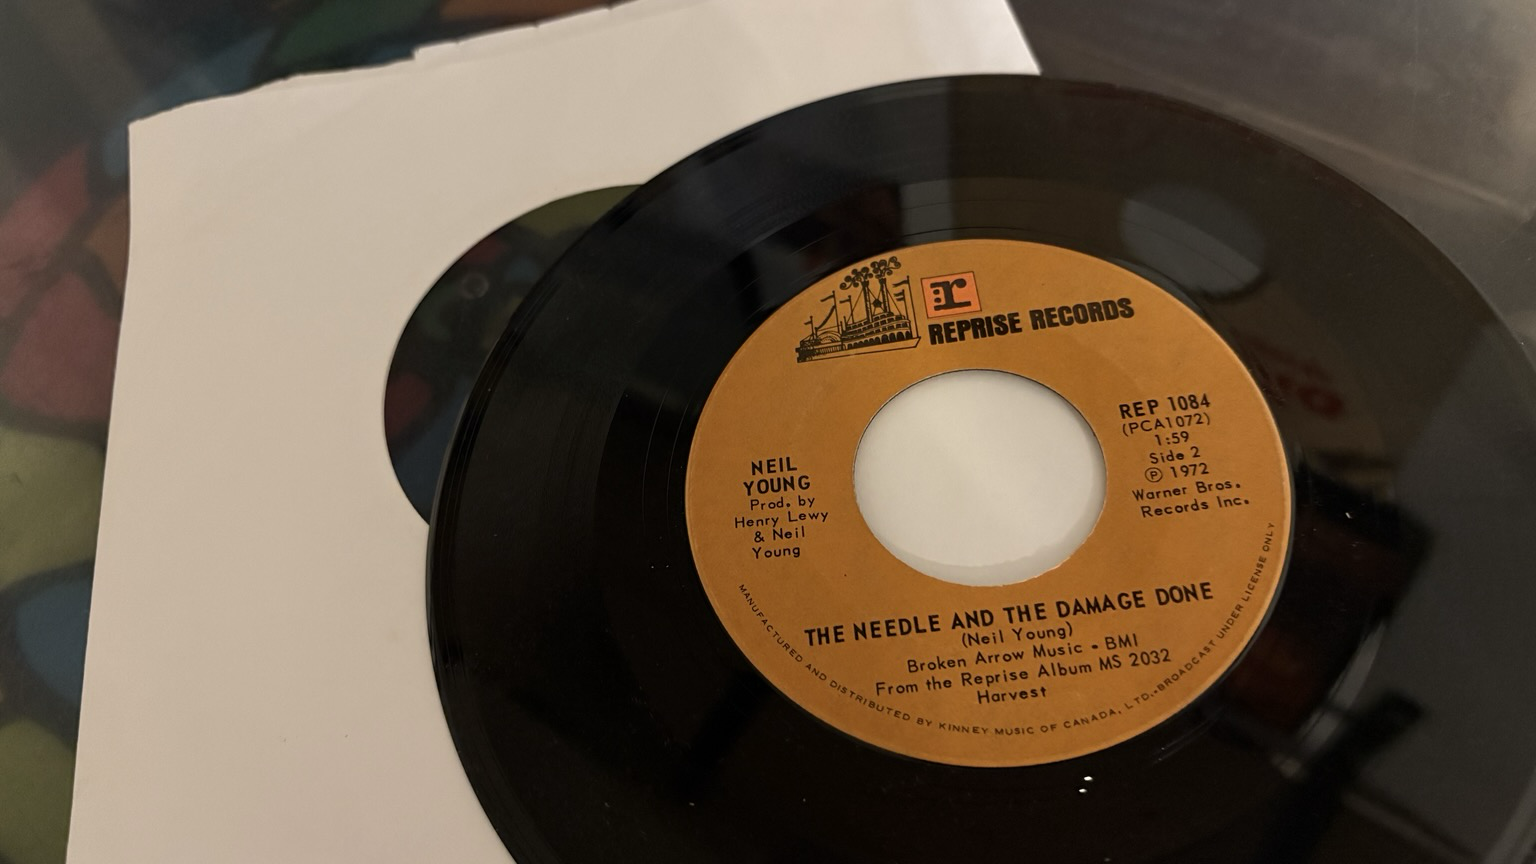 r
REPRISE RECORDS
REP 1084
(PCA1072)
1:59
Side 2
Ⓟ 1972
Warner Bros.
Records Inc.
NEIL
YOUNG
Prod. by
Henry Lewy
& Neil
Young
THE NEEDLE AND THE DAMAGE DONE
(Neil Young)
Broken Arrow Music • BMI
From the Reprise Album MS 2032
Harvest
MANUFACTURED AND DISTRIBUTED BY KINNEY MUSIC OF CANADA, LTD.-BROADCAST UNDER LICENSE ONLY